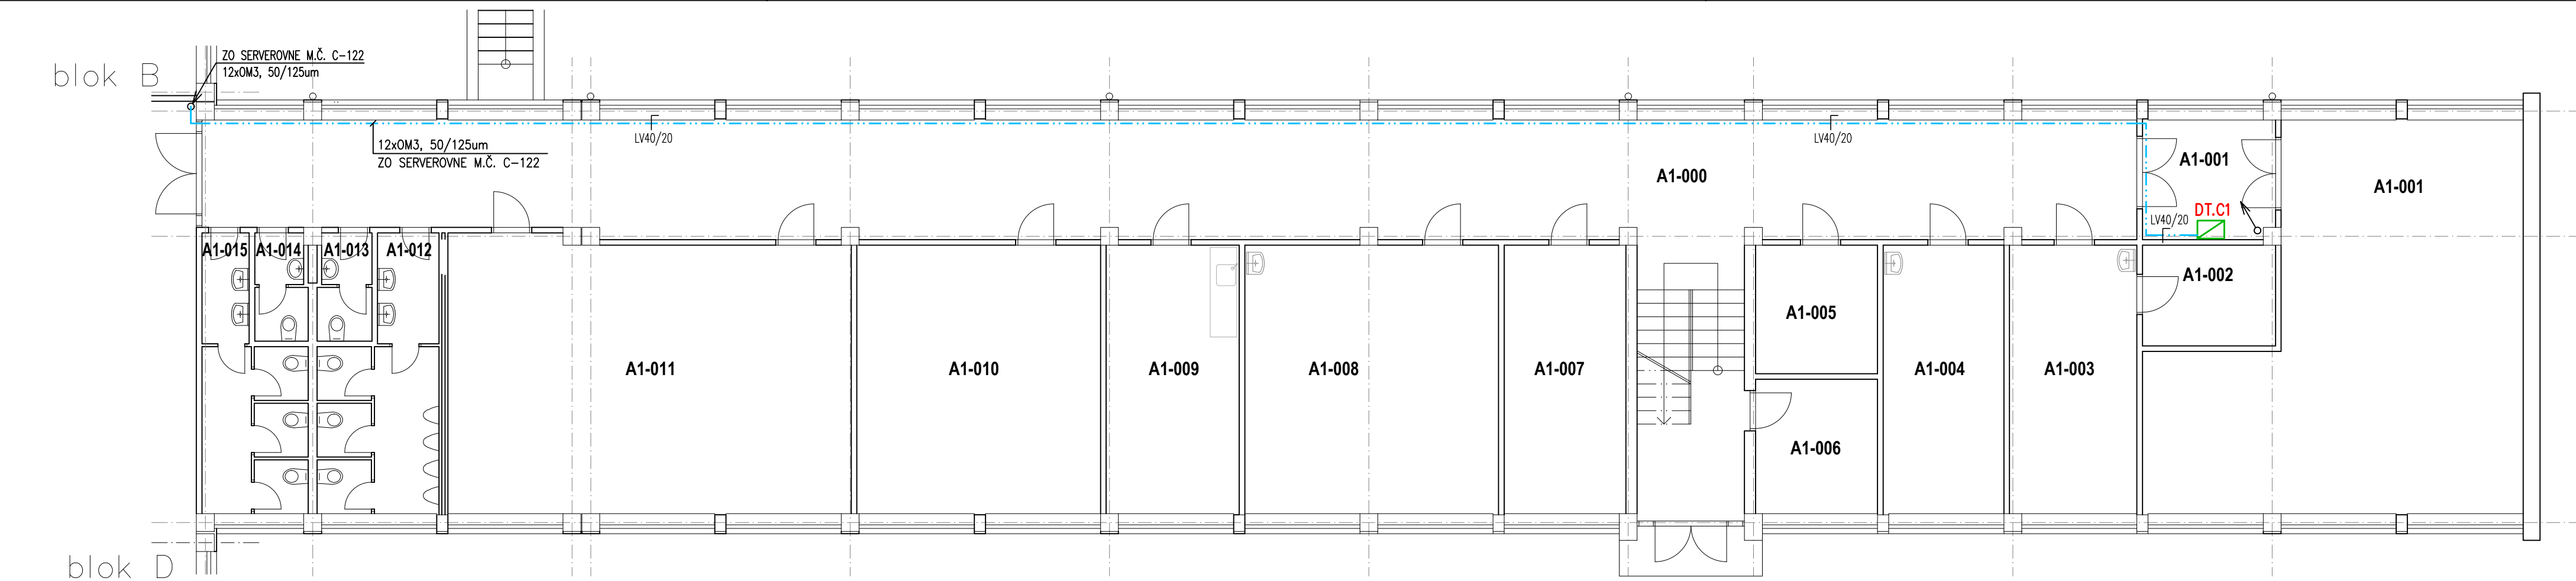 ZO SERVEROVNE M.Č. C-122
12xOM3, 50/125um
blok B
12xOM3, 50/125um
ZO SERVEROVNE M.Č. C-122
LV40/20
LV40/20
A1-000
A1-001
A1-001
LV40/20
DT.C1
A1-015
A1-014
A1-013
A1-012
A1-002
A1-005
A1-011
A1-010
A1-009
A1-008
A1-007
A1-004
A1-003
A1-006
blok D